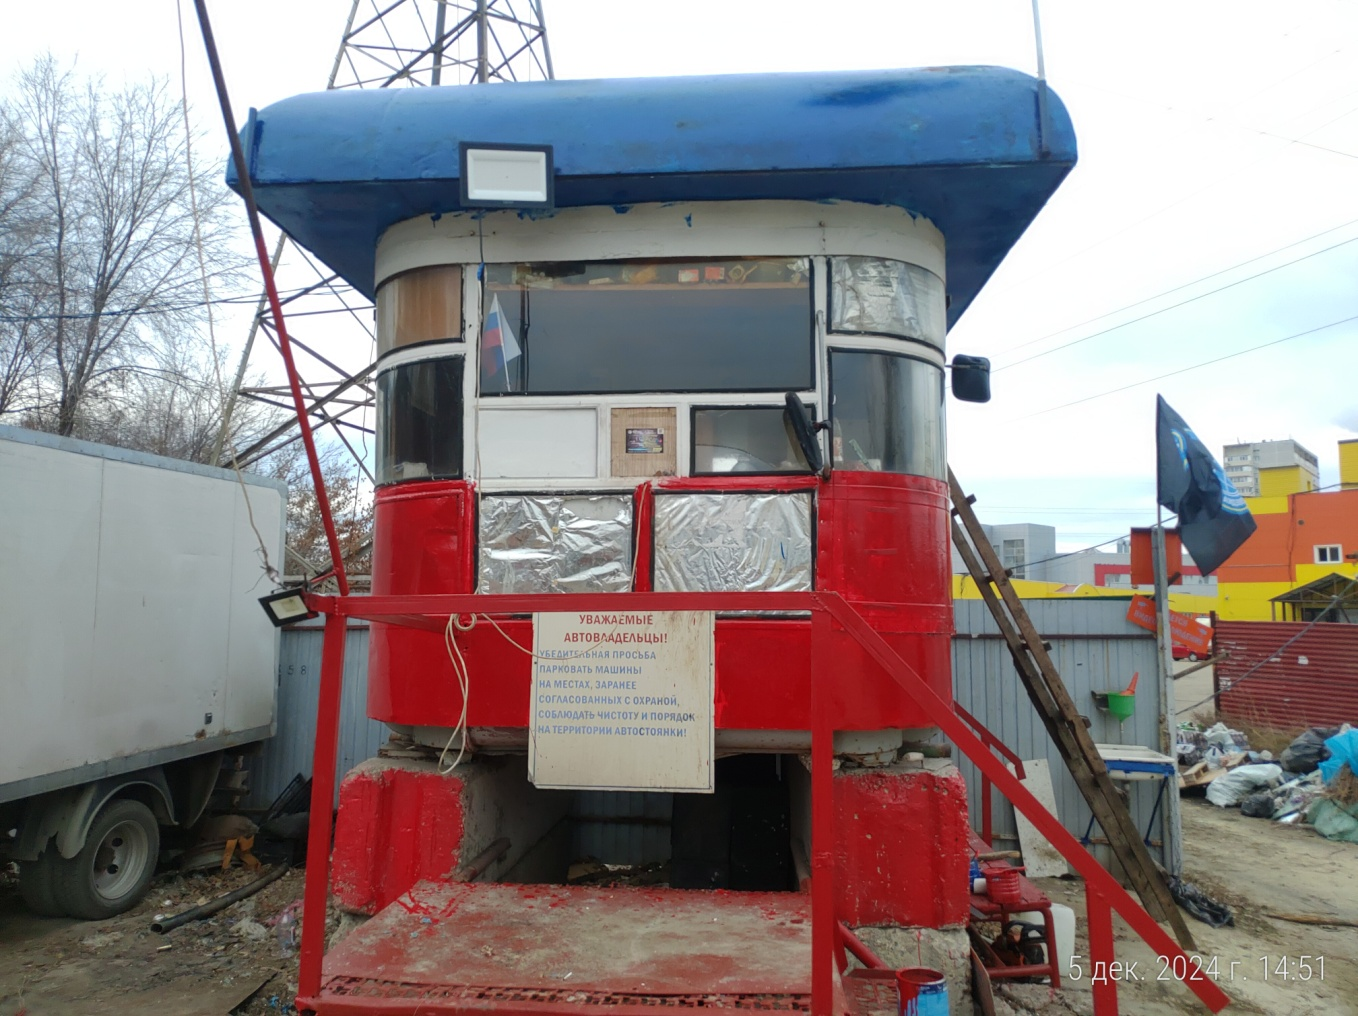 УВАЖАЕМЫЕ
АВТОВЛАДЕЛЬЦЫ!
УБЕДИТЕЛЬНАЯ ПРОСЬБА
ПАРКОВАТЬ МАШИНЫ
НА МЕСТАХ, ЗАРАНЕЕ
СОГЛАСОВАННЫХ С ОХРАНОЙ,
СОБЛЮДАТЬ ЧИСТОТУ И ПОРЯДОК
НА ТЕРРИТОРИИ АВТОСТОЯНКИ!
58
5 дек. 2024 г. 14:51